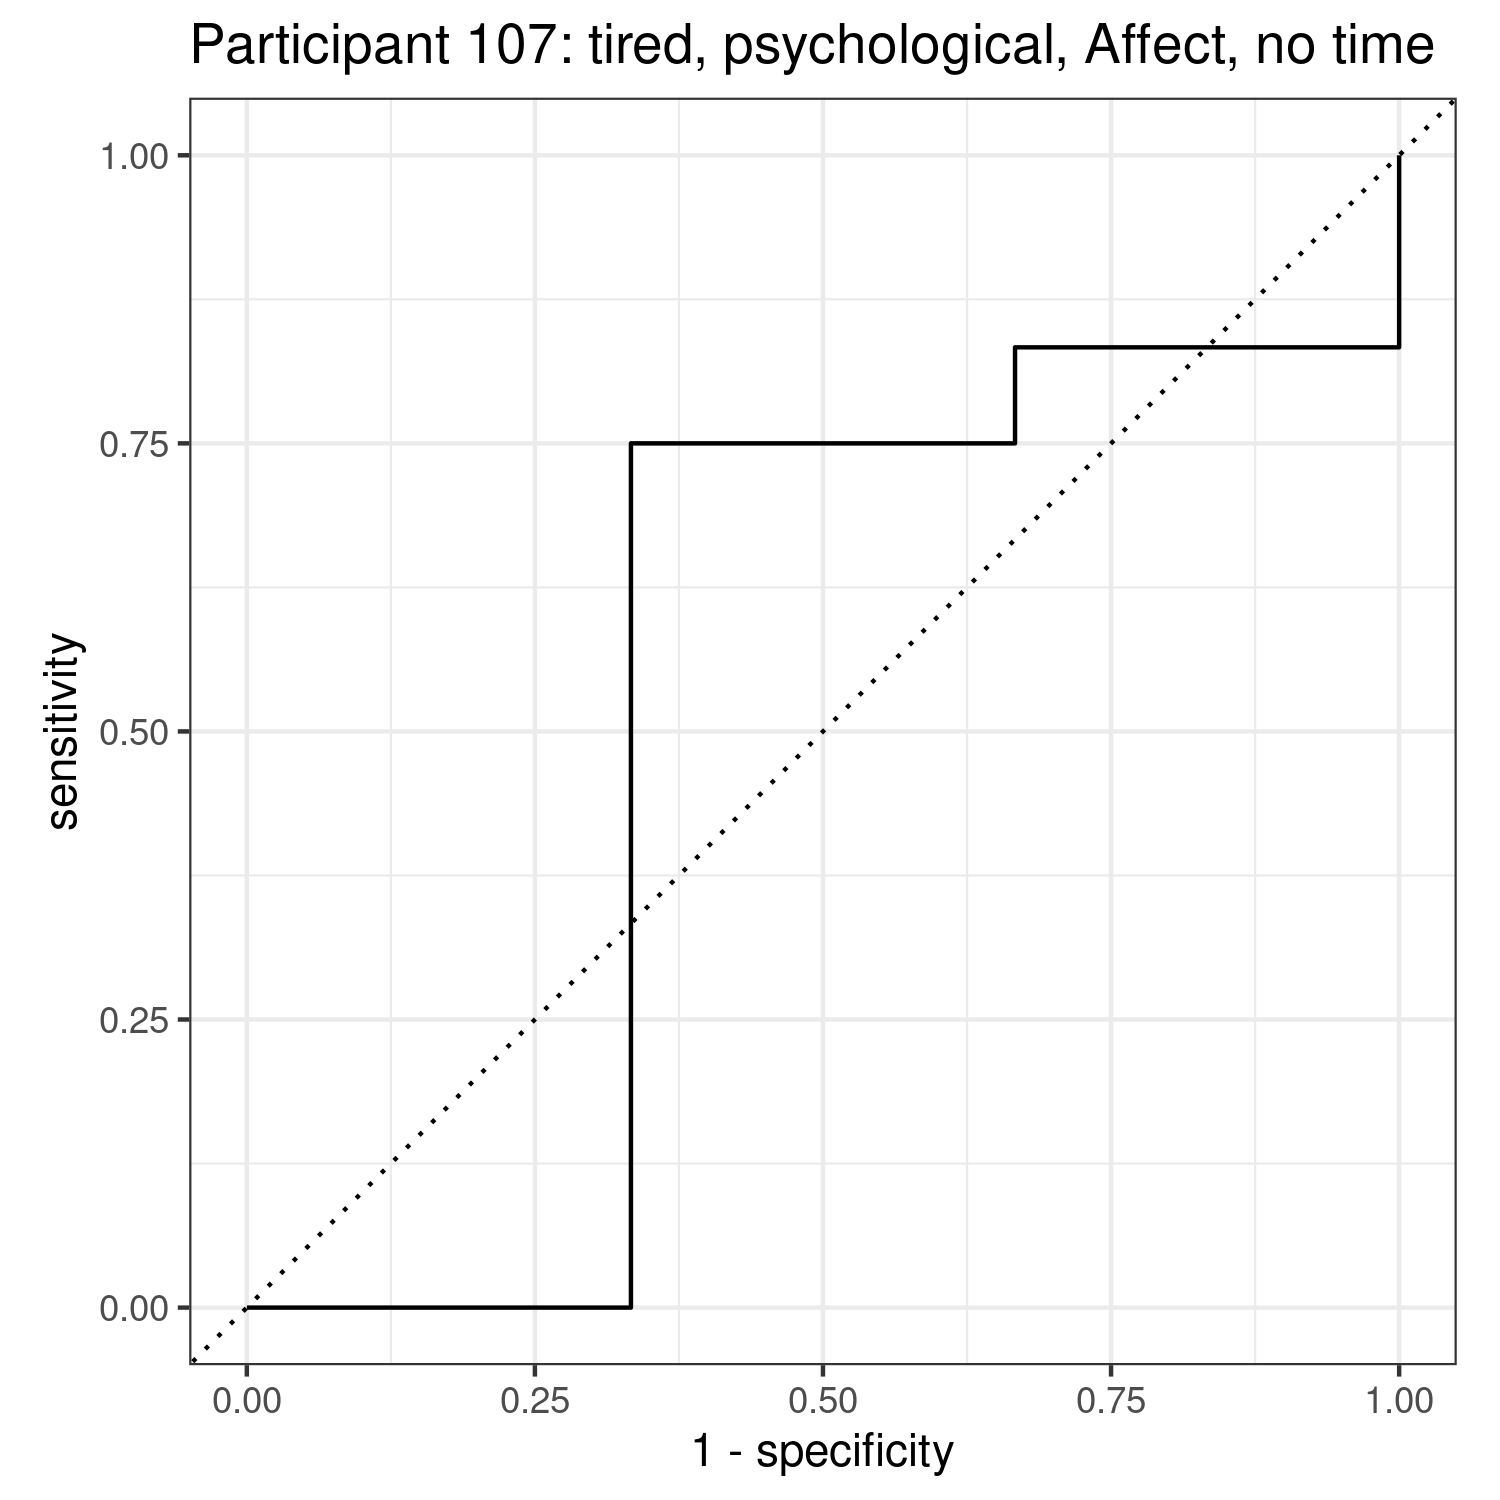 Participant 107: tired, psychological, Affect, no time
1.00
0.75
0.50
0.25
0.00
sensitivity
0.00 0.25 0.50 0.75 1.00
1 - specificity